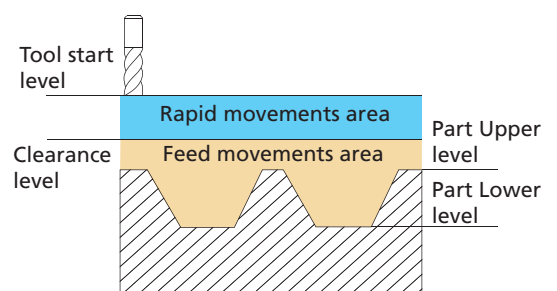 Tool start
level
Rapid movements area
Clearance
level
Feed movements area
Part Upper
level
Part Lower
level